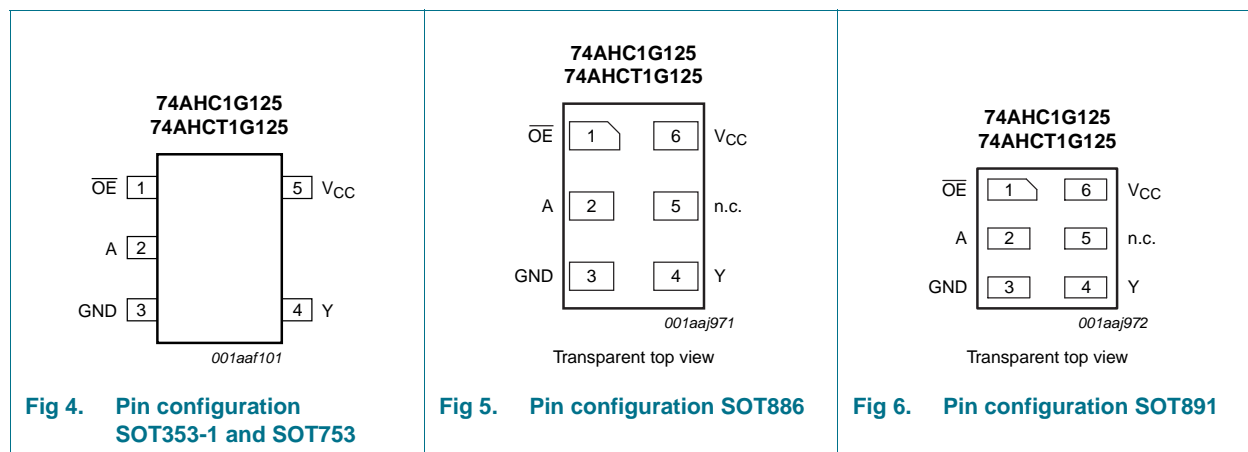 74AHC1G125
74AHCT1G125
OE 1
5 VCC
A 2
GND 3
4 Y
001aaf101
Fig 4. Pin configuration
SOT353-1 and SOT753
74AHC1G125
74AHCT1G125
OE 1 6 VCC
A 2 5 n.c.
GND 3 4 Y
001aaj971
Transparent top view
Fig 5. Pin configuration SOT886
74AHC1G125
74AHCT1G125
OE 1 6 VCC
A 2 5 n.c.
GND 3 4 Y
001aaj972
Transparent top view
Fig 6. Pin configuration SOT891